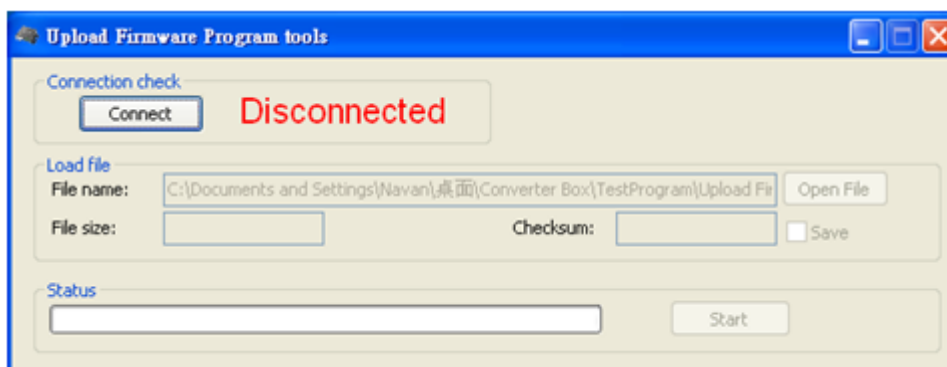 Upload Firmware Program tools
Connection check
Connect Disconnected
Load file
File name: C:\Documents and Settings\Navan\桌面\Converter Box\TestProgram\Upload Fir Open File
File size: Checksum: Save
Status
Start